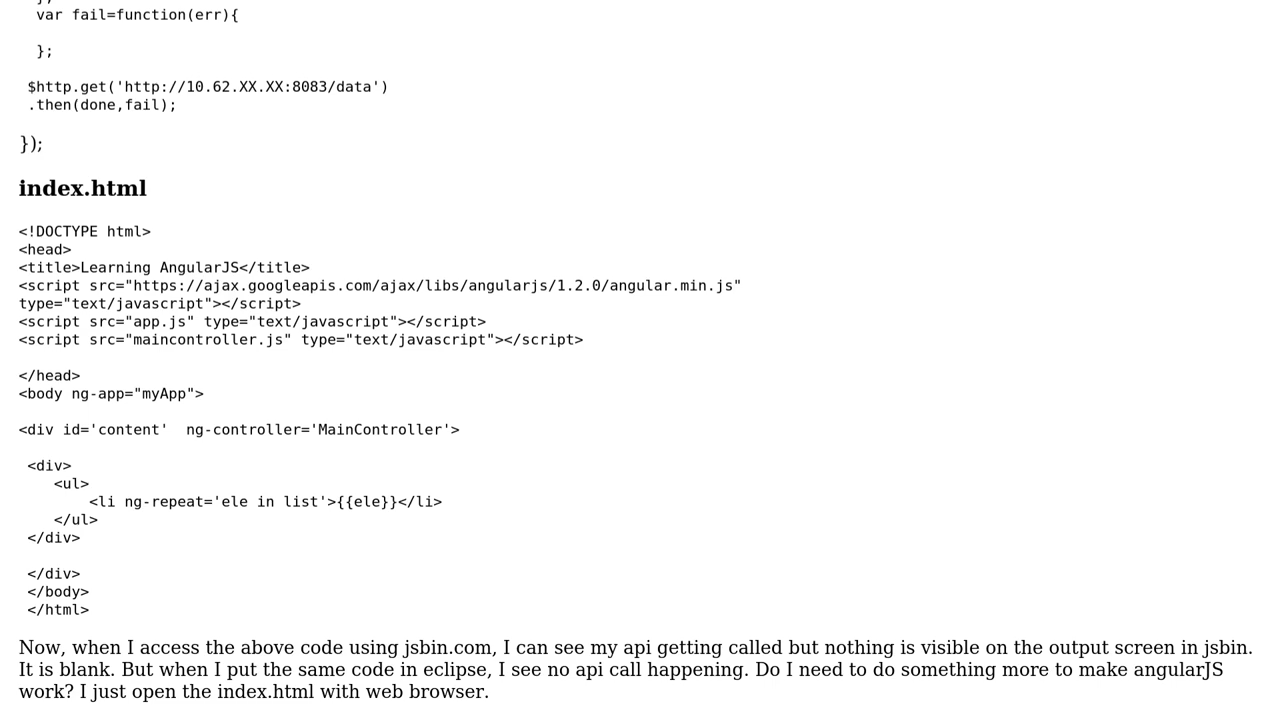 };
var fail=function(err){
};
$http.get('http://10.62.XX.XX:8083/data')
.then(done,fail);
});
index.html
<!DOCTYPE html>
<head>
<title>Learning AngularJS</title>
<script src="https://ajax.googleapis.com/ajax/libs/angularjs/1.2.0/angular.min.js"
type="text/javascript"></script>
<script src="app.js" type="text/javascript"></script>
<script src="maincontroller.js" type="text/javascript"></script>
</head>
<body ng-app="myApp">
<div id='content'  ng-controller='MainController'>
<div>
<ul>
<li ng-repeat='ele in list'>{{ele}}</li>
</ul>
</div>
</div>
</body>
</html>
Now, when I access the above code using jsbin.com, I can see my api getting called but nothing is visible on the output screen in jsbin.
It is blank. But when I put the same code in eclipse, I see no api call happening. Do I need to do something more to make angularJS
work? I just open the index.html with web browser.